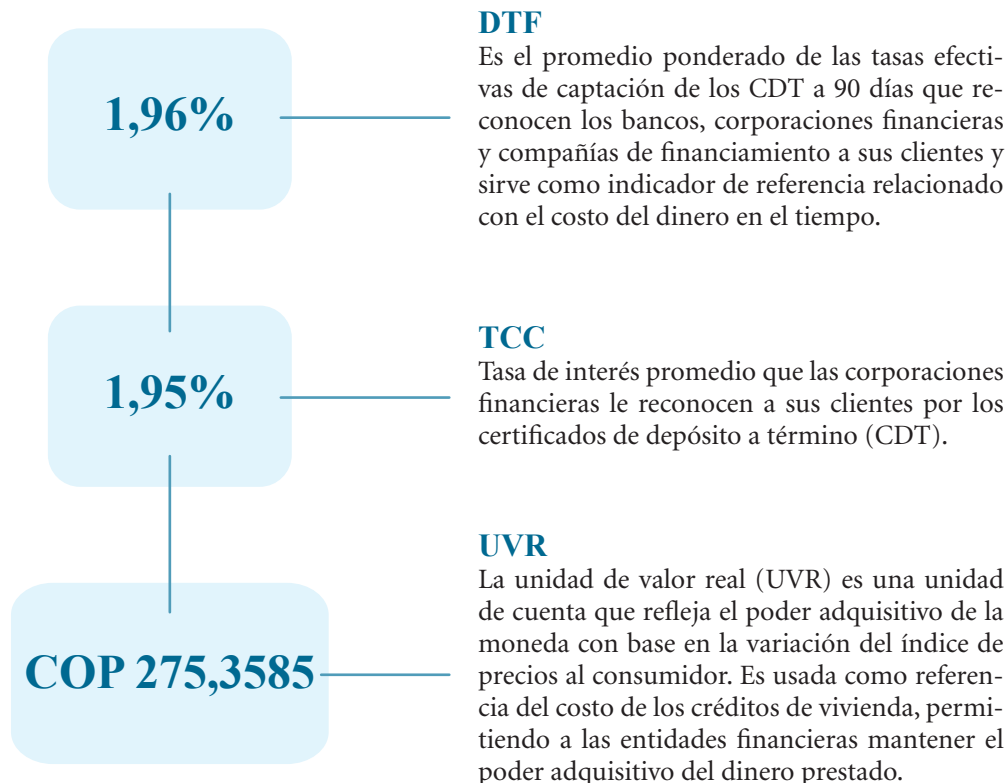 1,96%
DTF
Es el promedio ponderado de las tasas efecti-
vas de captación de los CDT a 90 días que re-
conocen los bancos, corporaciones financieras
y compañías de financiamiento a sus clientes y
sirve como indicador de referencia relacionado
con el costo del dinero en el tiempo.
1,95%
TCC
Tasa de interés promedio que las corporaciones
financieras le reconocen a sus clientes por los
certificados de depósito a término (CDT).
COP 275,3585
UVR
La unidad de valor real (UVR) es una unidad
de cuenta que refleja el poder adquisitivo de la
moneda con base en la variación del índice de
precios al consumidor. Es usada como referen-
cia del costo de los créditos de vivienda, permi-
tiendo a las entidades financieras mantener el
poder adquisitivo del dinero prestado.